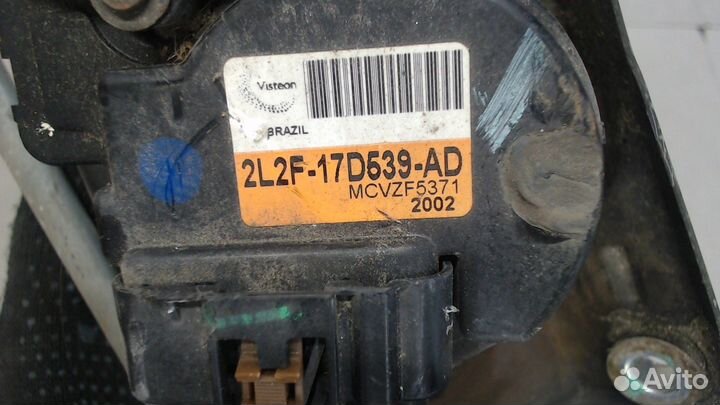 Visteon
BRAZIL
2L2F-17D539-AD
MCVZF5371
2002
Avito